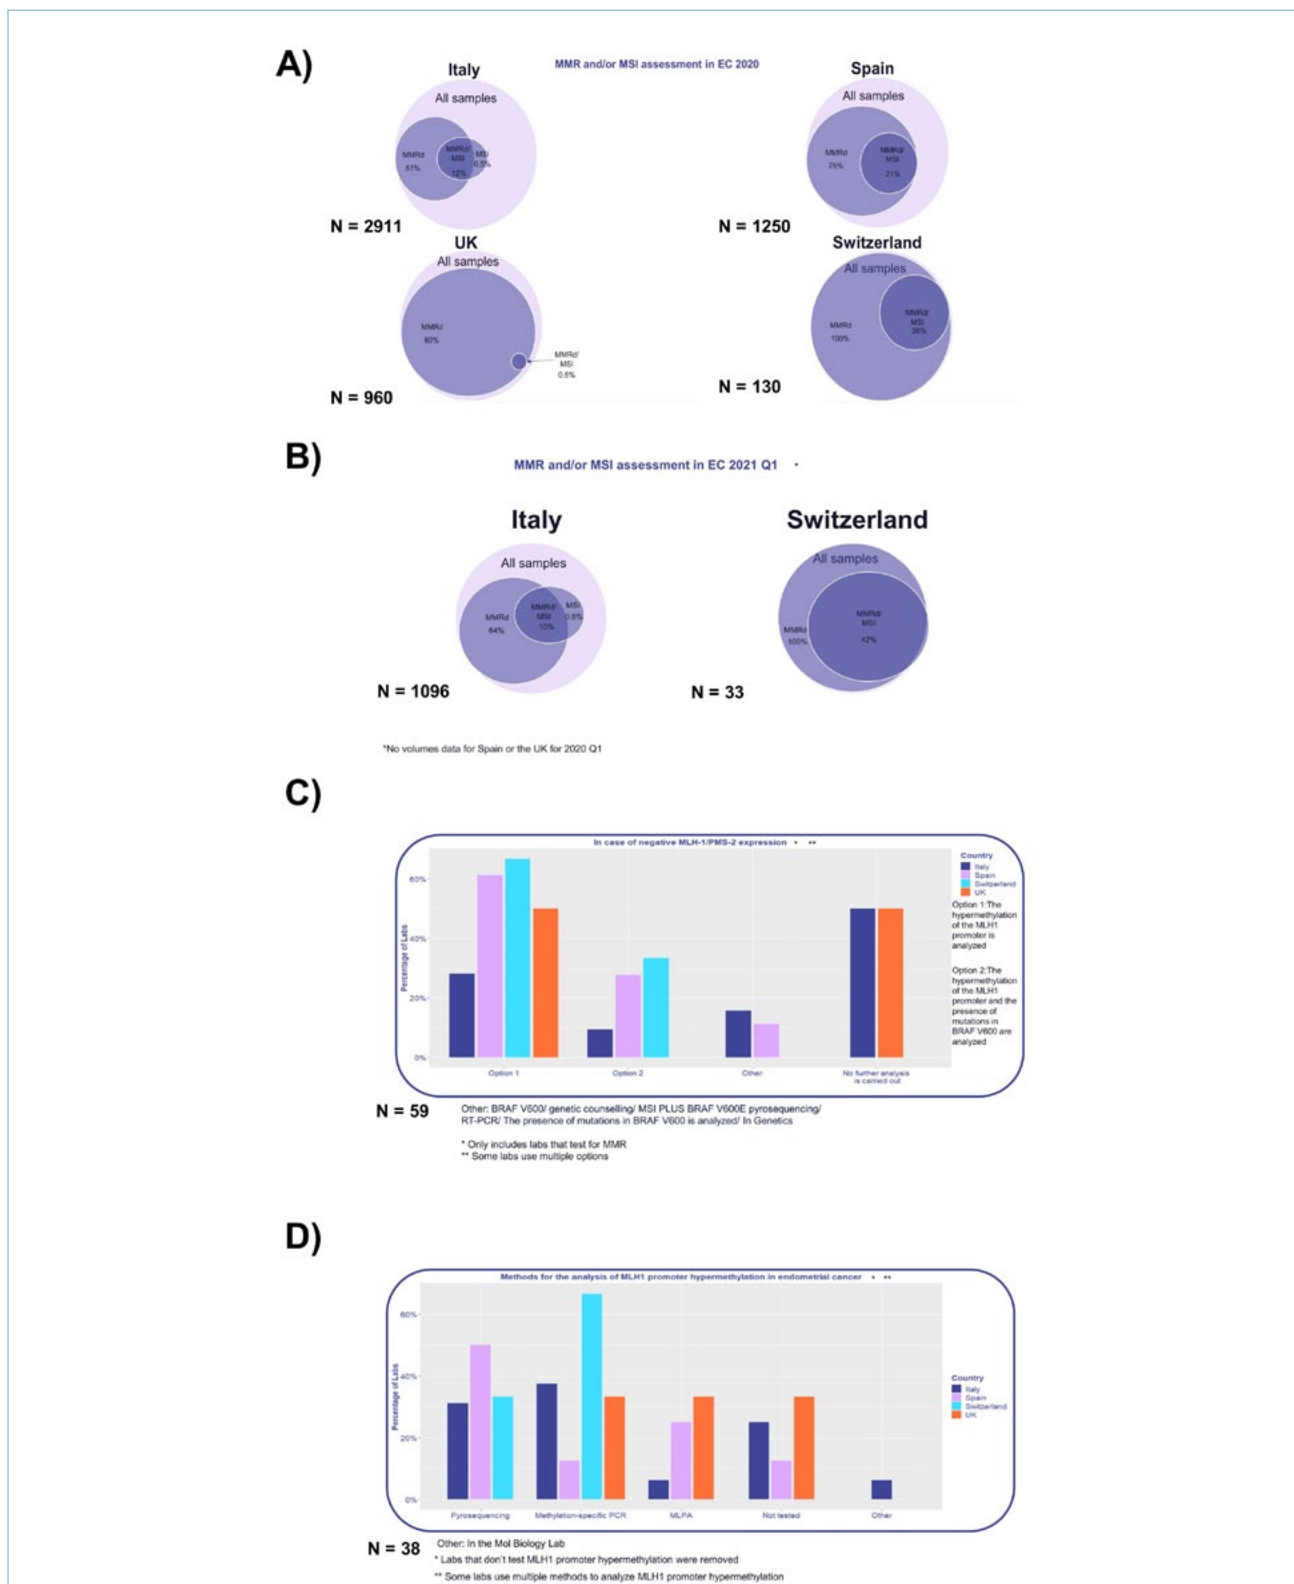 A)
MMR and/or MSI assessment in EC 2020
Italy
All samples
MMRd
61%
MMRd/
MSI
12%
MSI
0.5%
N = 2911
Spain
All samples
MMRd
75%
MMRd/
MSI
21%
N = 1250
UK
All samples
MMRd
80%
MMRd/
MSI
N = 960
Switzerland
All samples
MMRd
100%
MMRd/
MSI
38%
N = 130
B)
MMR and/or MSI assessment in EC 2021 Q1 *
Italy
All samples
MMRd
64%
MMRd/
MSI
10%
MSI
N = 1096
Switzerland
All samples
MMRd
100%
MMRd/
MSI
42%
N = 33
*No volumes data for Spain or the UK for 2020 Q1
C)
In case of negative MLH-1/PMS-2 expression * **
Percentage of Labs
60%
40%
20%
0%
Option 1
Option 2
Other
No further analysis
is carried out
Country
Italy
Spain
Switzerland
UK
Option 1:The
hypermethylation
of the MLH1
promoter is
analyzed
Option 2:The
hypermethylation
of the MLH1
promoter and the
presence of
mutations in
BRAF V600 are
analyzed
N = 59
Other: BRAF V600/ genetic counselling/ MSI PLUS BRAF V600E pyrosequencing/
RT-PCR/ The presence of mutations in BRAF V600 is analyzed/ In Genetics
* Only includes labs that test for MMR
** Some labs use multiple options
D)
Methods for the analysis of MLH1 promoter hypermethylation in endometrial cancer * **
Percentage of Labs
60%
40%
20%
0%
Pyrosequencing
Methylation-specific PCR
MLPA
Not tested
Other
Country
Italy
Spain
Switzerland
UK
N = 38
Other: In the Mol Biology Lab
* Labs that don't test MLH1 promoter hypermethylation were removed
** Some labs use multiple methods to analyze MLH1 promoter hypermethylation